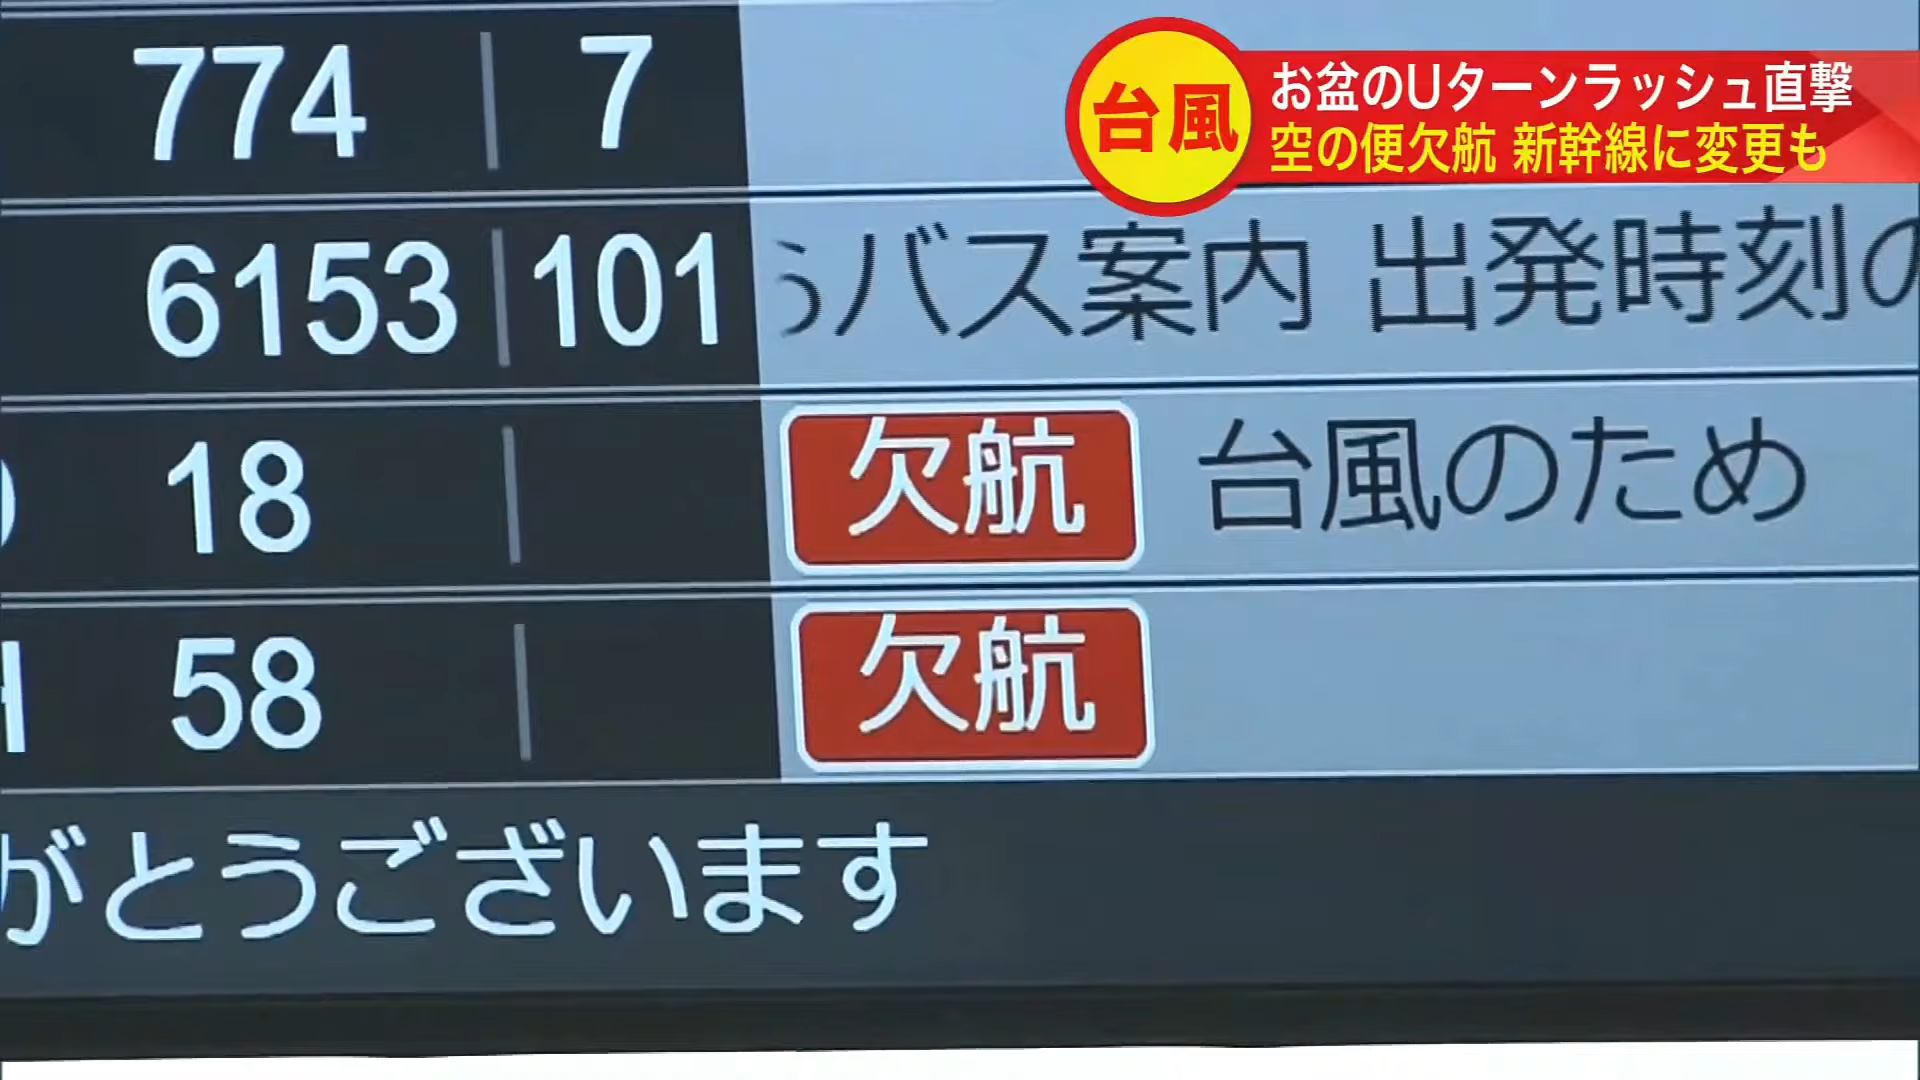 台風
お盆のUターンラッシュ直撃
空の便欠航 新幹線に変更も
774 7
6153 101 バス案内 出発時刻の
18 欠航 台風のため
58 欠航
がとうございます